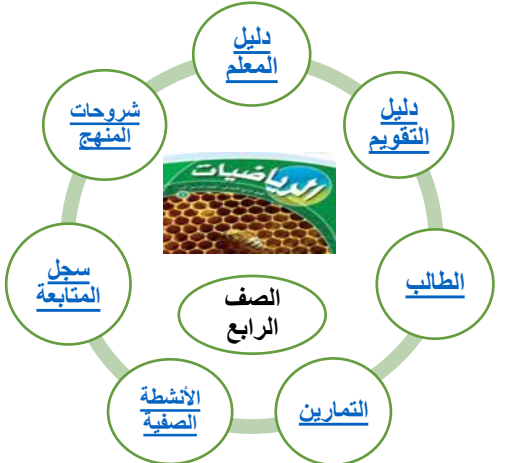 دليل
المعلم
دليل
التقويم
الطالب
التمارين
الأنشطة
الصفية
سجل
المتابعة
شروحات
المنهج
الرياضيات
الصف
الرابع